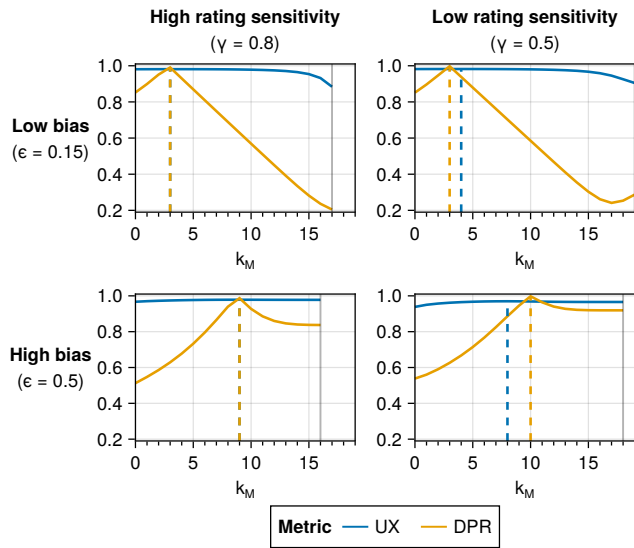 High rating sensitivity
(γ = 0.8)
Low rating sensitivity
(γ = 0.5)
Low bias
(ϵ = 0.15)
1.0
0.8
0.6
0.4
0.2
0 5 10 15
k_M
1.0
0.8
0.6
0.4
0.2
0 5 10 15
k_M
High bias
(ϵ = 0.5)
1.0
0.8
0.6
0.4
0.2
0 5 10 15
k_M
1.0
0.8
0.6
0.4
0.2
0 5 10 15
k_M
Metric UX DPR